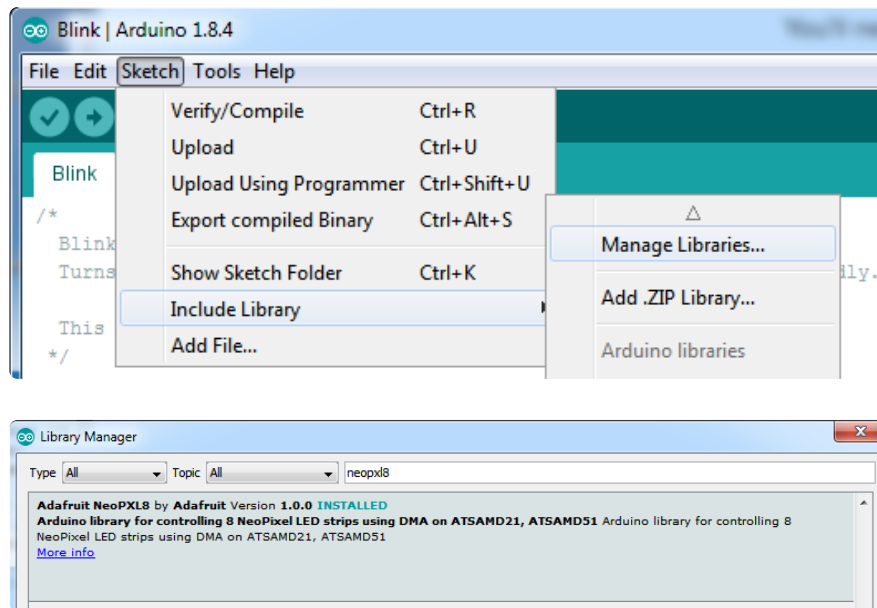 Blink | Arduino 1.8.4
File Edit Sketch Tools Help
Verify/Compile Ctrl+R
Upload Ctrl+U
Blink
Upload Using Programmer Ctrl+Shift+U
/*
Export compiled Binary Ctrl+Alt+S
Blink
Manage Libraries...
Turns
Show Sketch Folder Ctrl+K
ly.
Include Library
Add .ZIP Library...
This
Add File...
*/
Arduino libraries
Library Manager
Type All Topic All neopxl8
Adafruit NeoPXL8 by Adafruit Version 1.0.0 INSTALLED
Arduino library for controlling 8 NeoPixel LED strips using DMA on ATSAMD21, ATSAMD51 Arduino library for controlling 8
NeoPixel LED strips using DMA on ATSAMD21, ATSAMD51
More info